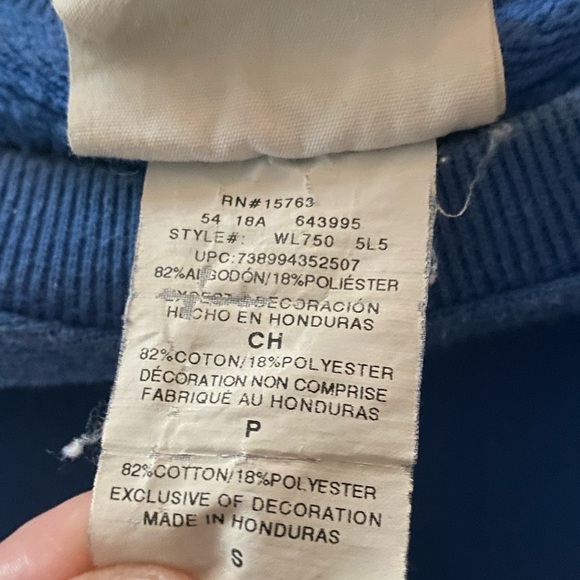 RN#15763
54 18A 643995
STYLE#: WL750 5L5
UPC:738994352507
82%ALGODÓN/18%POLIÉSTER
DECORACIÓN
HECHO EN HONDURAS
CH
82%COTON/18%POLYESTER
DÉCORATION NON COMPRISE
FABRIQUÉ AU HONDURAS
P
82%COTTON/18%POLYESTER
EXCLUSIVE OF DECORATION
MADE IN HONDURAS
S